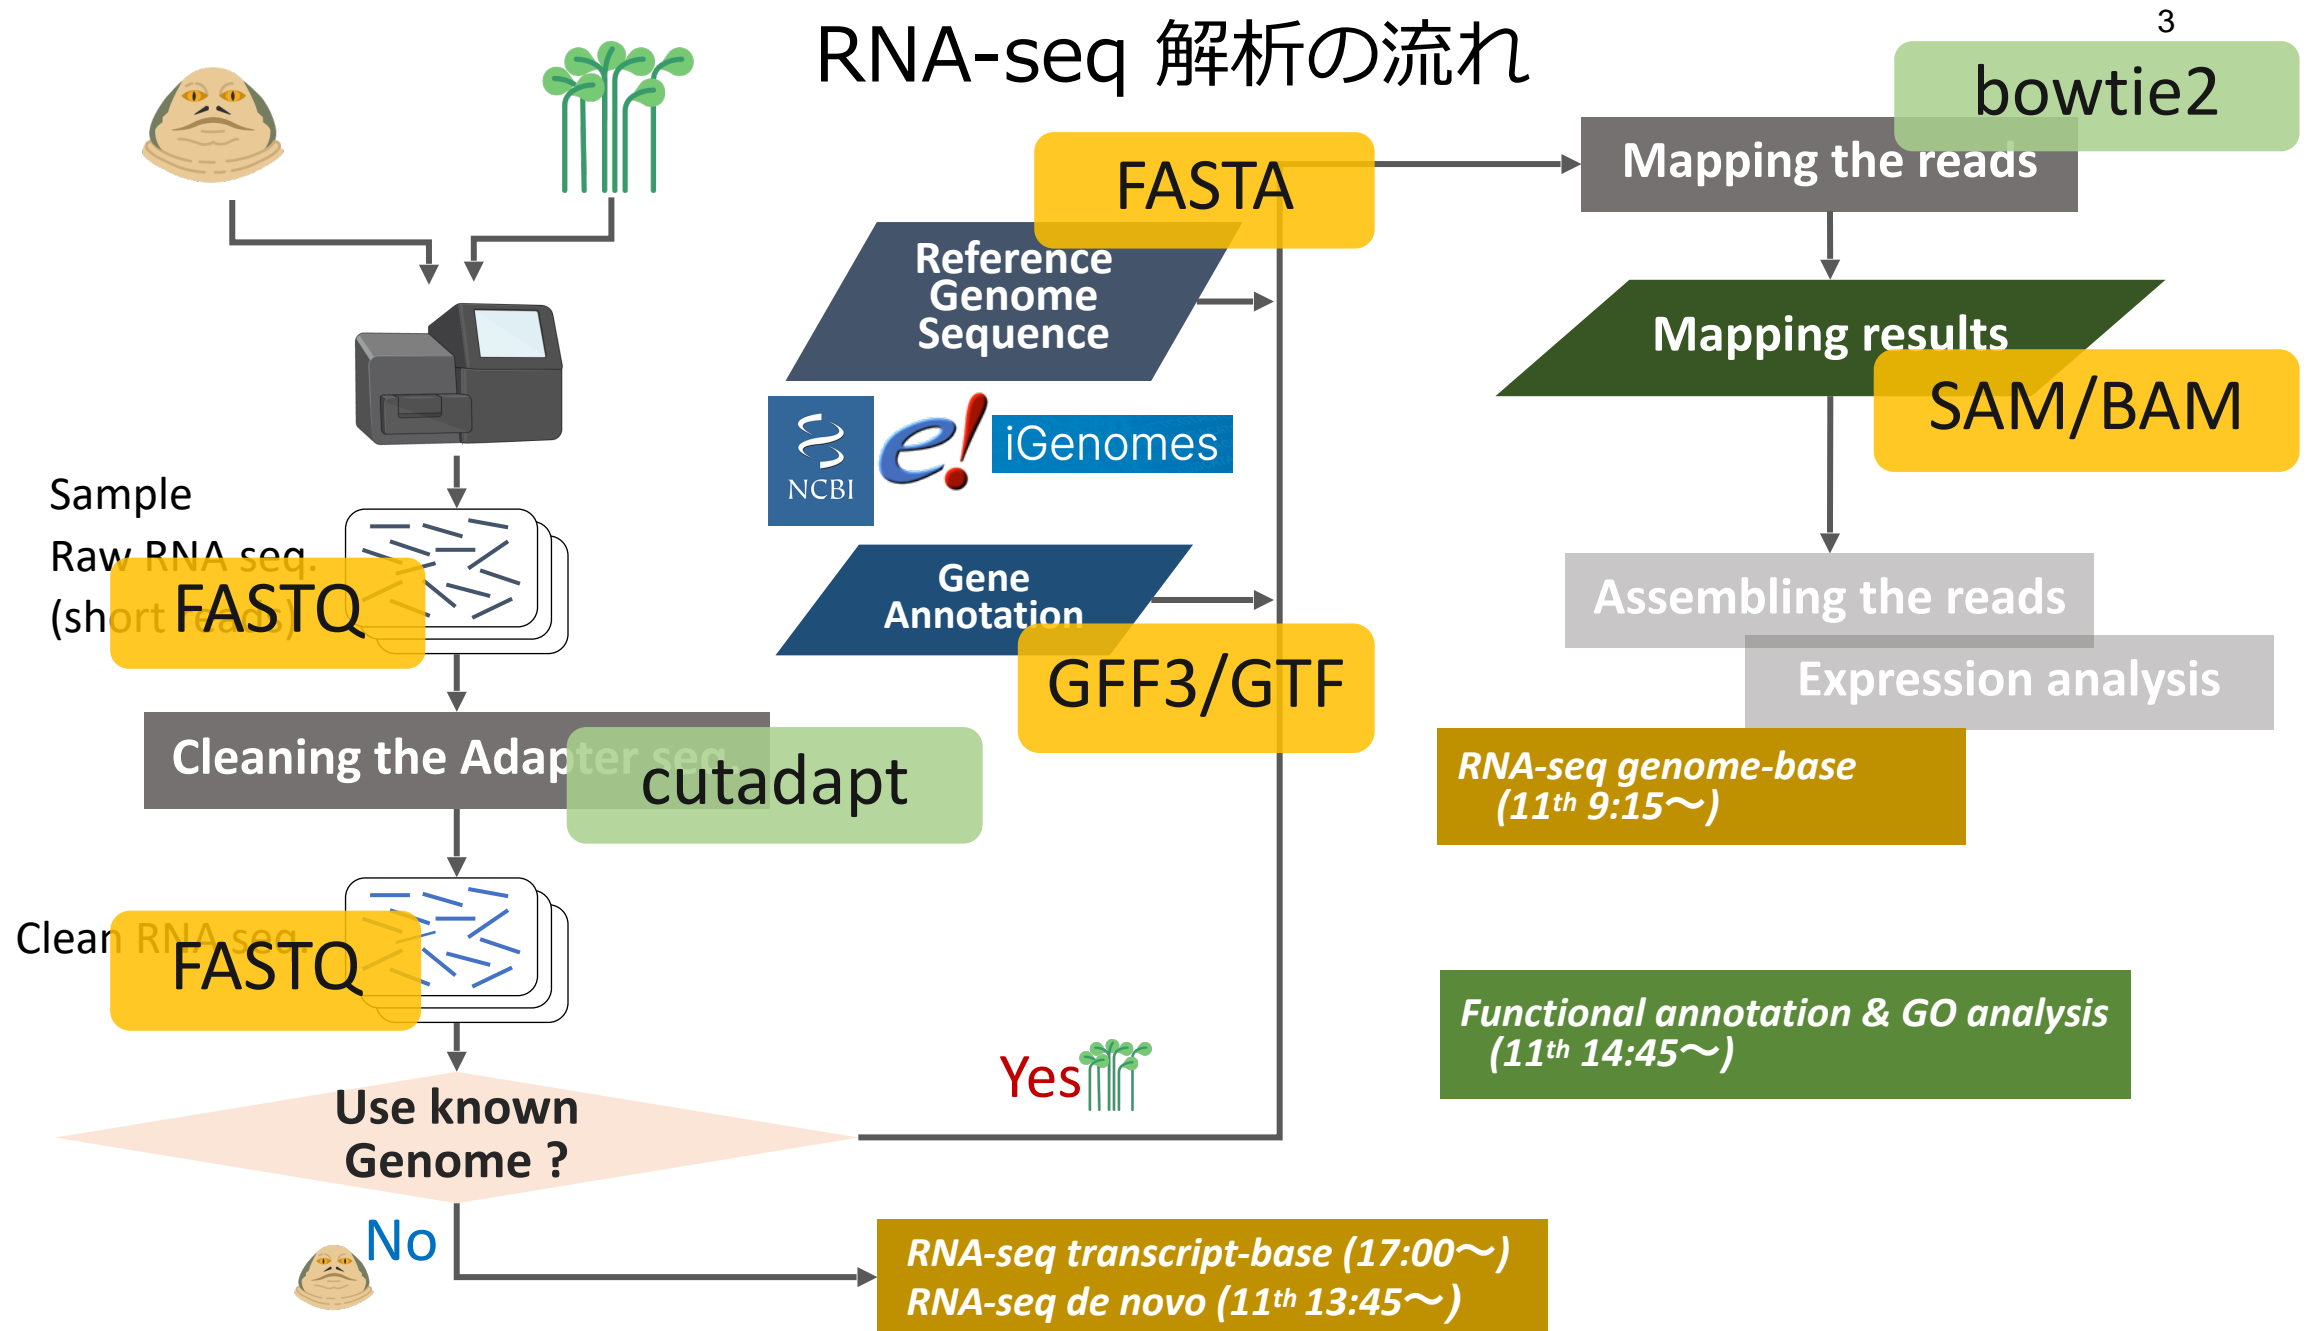 RNA-seq 解析の流れ
3
bowtie2
Mapping the reads
FASTA
Reference
Genome
Sequence
Mapping results
SAM/BAM
NCBI
e!
iGenomes
Sample
Raw RNA seq.
(short reads)
FASTQ
Gene
Annotation
GFF3/GTF
Assembling the reads
Expression analysis
Cleaning the Adapter seq.
cutadapt
RNA-seq genome-base
(11th 9:15～)
Clean RNA seq.
FASTQ
Functional annotation & GO analysis
(11th 14:45～)
Yes
Use known
Genome ?
No
RNA-seq transcript-base (17:00～)
RNA-seq de novo (11th 13:45～)